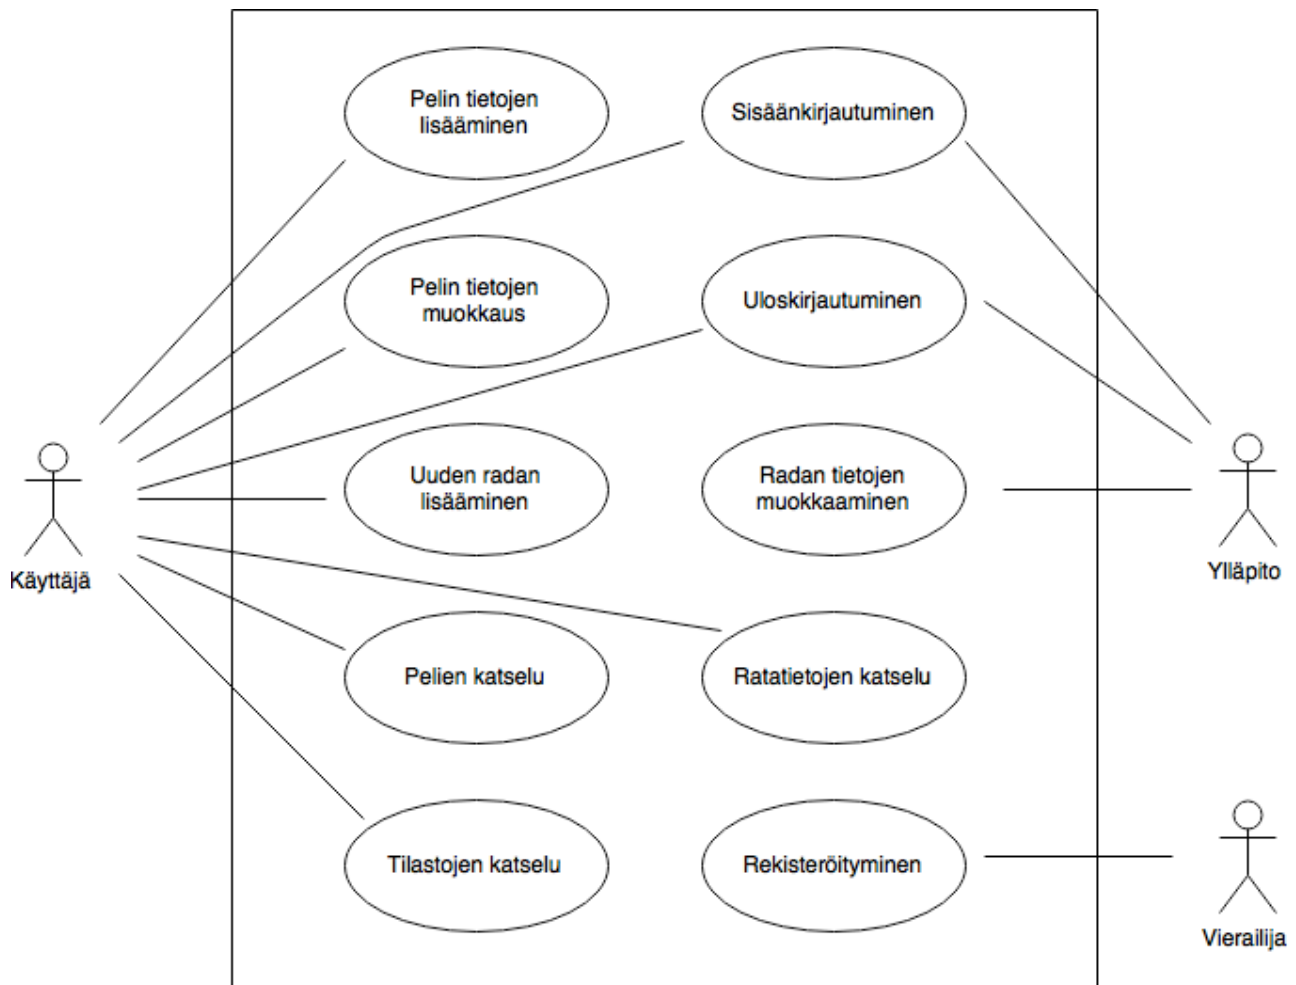 Pelin tietojen
lisääminen
Sisäänkirjautuminen
Pelin tietojen
muokkaus
Uloskirjautuminen
Uuden radan
lisääminen
Radan tietojen
muokkaaminen
Käyttäjä
Ylläpito
Pelien katselu
Ratatietojen katselu
Tilastojen katselu
Rekisteröityminen
Vierailija